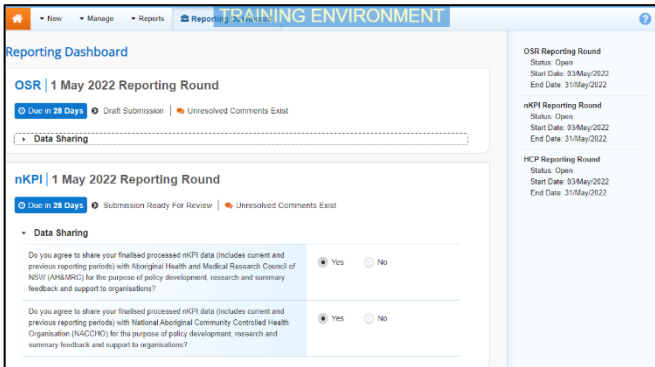 New Manage Reports Reporting Dashboard
TRAINING ENVIRONMENT
Reporting Dashboard
OSR | 1 May 2022 Reporting Round
Due in 28 Days Draft Submission | Unresolved Comments Exist
Data Sharing
nKPI | 1 May 2022 Reporting Round
Due in 28 Days Submission Ready For Review | Unresolved Comments Exist
Data Sharing
Do you agree to share your finalised processed nKPI data (includes current and
previous reporting periods) with Aboriginal Health and Medical Research Council of
NSW (AH&MRC) for the purpose of policy development, research and summary
feedback and support to organisations?
Yes No
Do you agree to share your finalised processed nKPI data (includes current and
previous reporting periods) with National Aboriginal Community Controlled Health
Organisation (NACCHO) for the purpose of policy development, research and
summary feedback and support to organisations?
Yes No
OSR Reporting Round
Status: Open
Start Date: 03/May/2022
End Date: 31/May/2022
nKPI Reporting Round
Status: Open
Start Date: 03/May/2022
End Date: 31/May/2022
HCP Reporting Round
Status: Open
Start Date: 03/May/2022
End Date: 31/May/2022